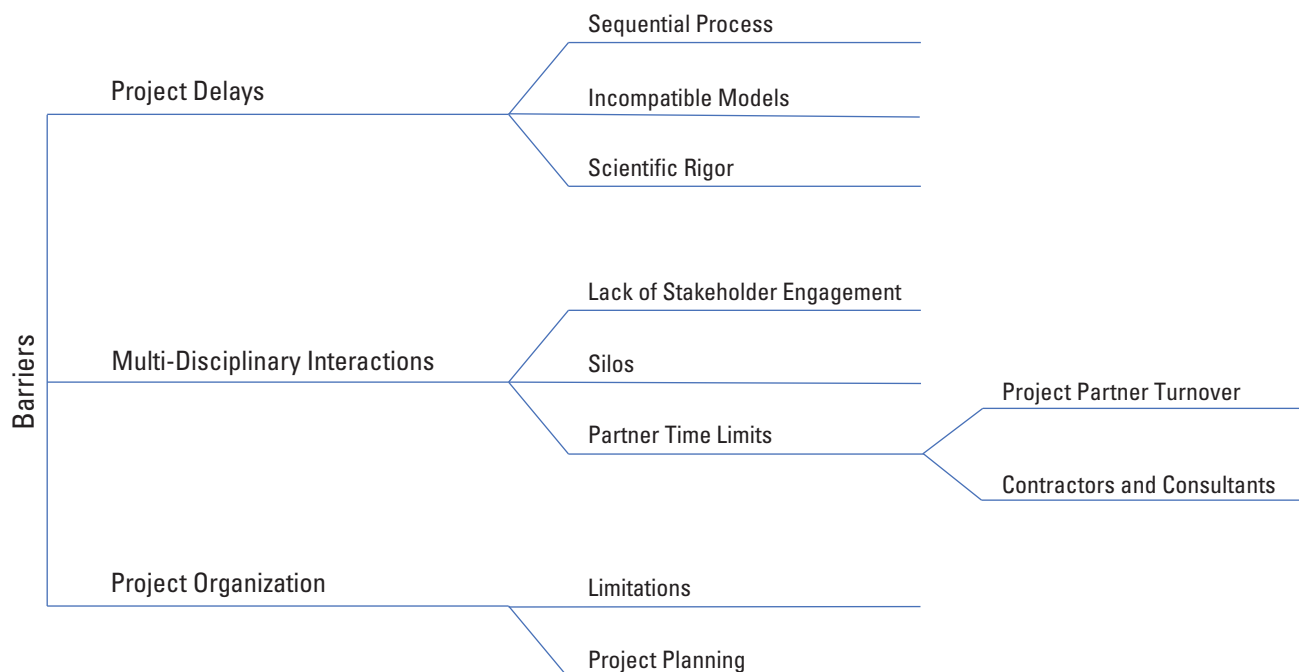 Barriers
Project Delays
Sequential Process
Incompatible Models
Scientific Rigor
Multi-Disciplinary Interactions
Lack of Stakeholder Engagement
Silos
Partner Time Limits
Project Partner Turnover
Contractors and Consultants
Project Organization
Limitations
Project Planning